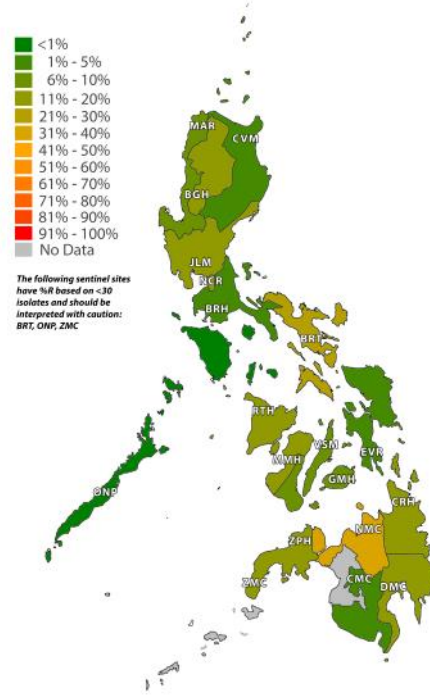 <1%
1% - 5%
6% - 10%
11% - 20%
21% - 30%
31% - 40%
41% - 50%
51% - 60%
61% - 70%
71% - 80%
81% - 90%
91% - 100%
No Data
The following sentinel sites
have %R based on <30
isolates and should be
interpreted with caution:
BRT, ONP, ZMC
MAR
CVM
BGH
JLM
NCR
BRH
BRT
RTH
VSM
EVR
MMH
GMH
ONP
CRH
NMC
ZPH
ZMC
CMC
DMC